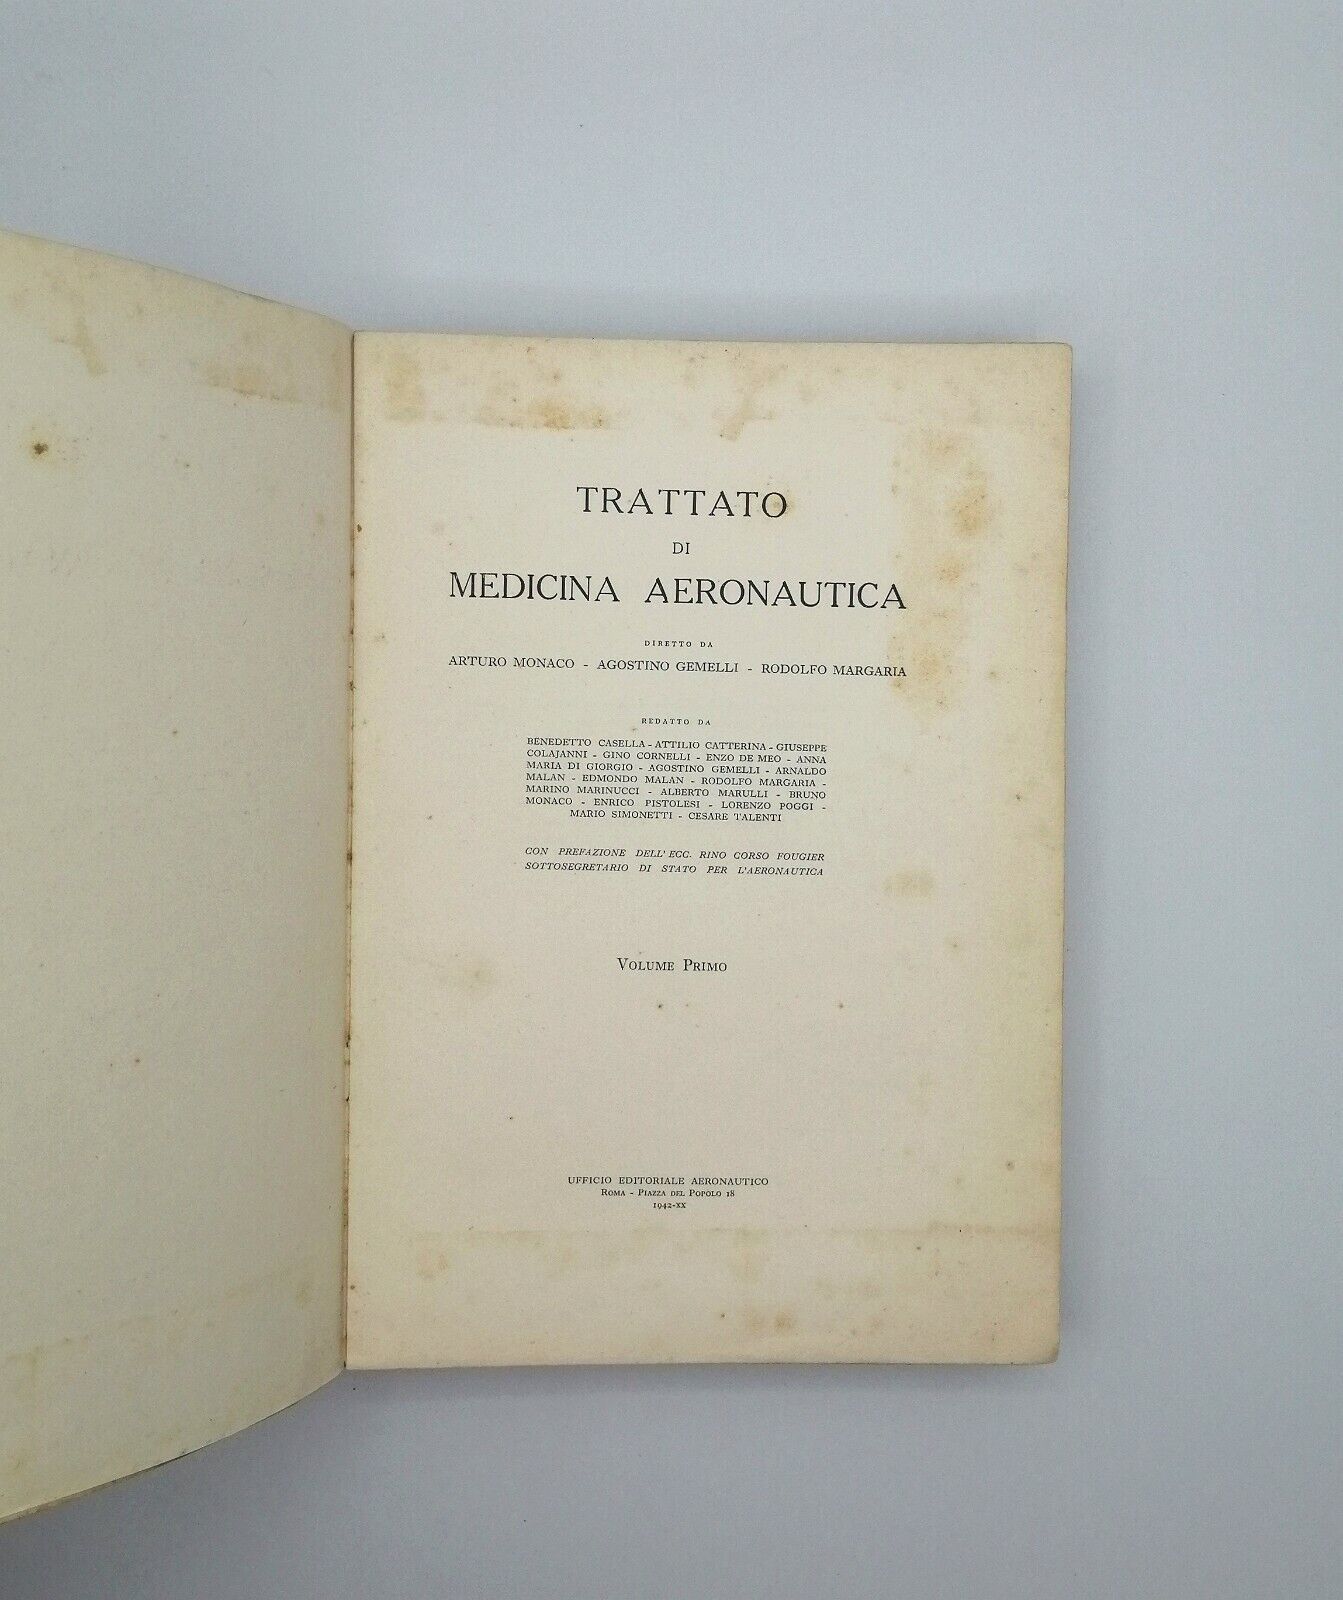 TRATTATO
DI
MEDICINA AERONAUTICA
DIRETTO DA
ARTURO MONACO - AGOSTINO GEMELLI - RODOLFO MARGARIA
REDATTO DA
BENEDETTO CASELLA - ATTILIO CATTERINA - GIUSEPPE
COLAJANNI - GINO CORNELLI - ENZO DE MEO - ANNA
MARIA DI GIORGIO - AGOSTINO GEMELLI - ARNALDO
MALAN - EDMONDO MALAN - RODOLFO MARGARIA -
MARINO MARINUCCI - ALBERTO MARULLI - BRUNO
MONACO - ENRICO PISTOLESI - LORENZO POGGI -
MARIO SIMONETTI - CESARE TALENTI
CON PREFAZIONE DELL' ECC. RINO CORSO FOUGIER
SOTTOSEGRETARIO DI STATO PER L'AERONAUTICA
VOLUME PRIMO
UFFICIO EDITORIALE AERONAUTICO
ROMA - PIAZZA DEL POPOLO 18
1942-XX